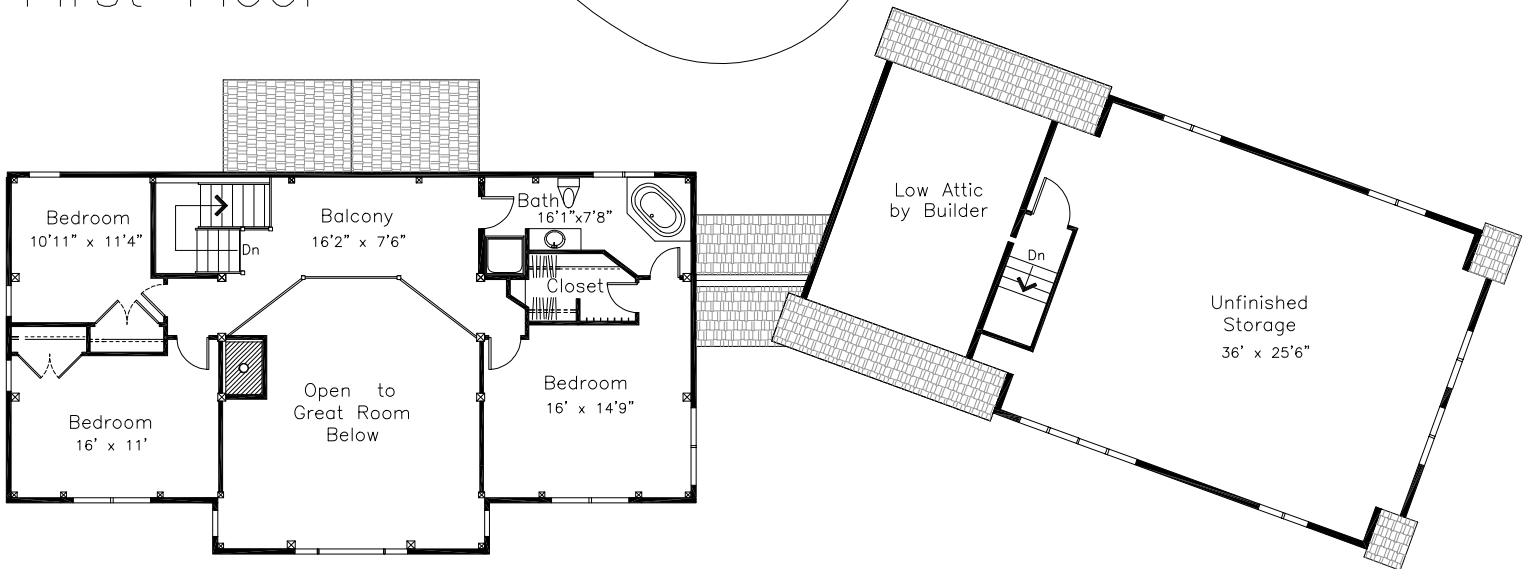 First Floor
Bedroom
10'11" x 11'4"
Dn
Balcony
16'2" x 7'6"
Bath
16'1"x7'8"
Closet
Bedroom
16' x 11'
Open to
Great Room
Below
Bedroom
16' x 14'9"
Low Attic
by Builder
Dn
Unfinished
Storage
36' x 25'6"